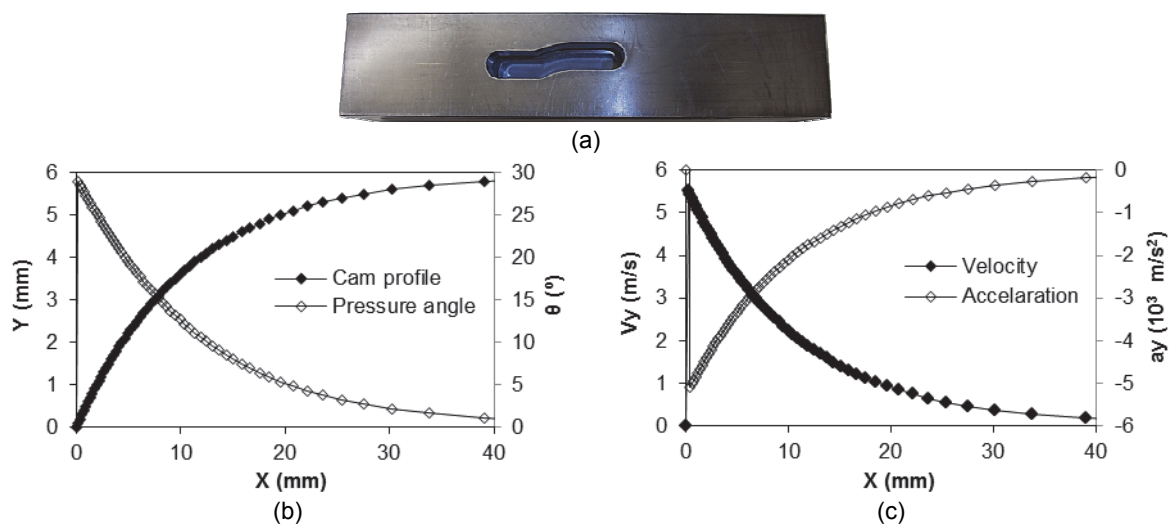 (a)
6
5
4
3
2
1
0
Y (mm)
30
25
20
15
10
5
0
θ (º)
Cam profile
Pressure angle
0 10 20 30 40
X (mm)
(b)
6
5
4
3
2
1
0
Vy (m/s)
0
-1
-2
-3
-4
-5
-6
ay (10³ m/s²)
Velocity
Accelaration
0 10 20 30 40
X (mm)
(c)